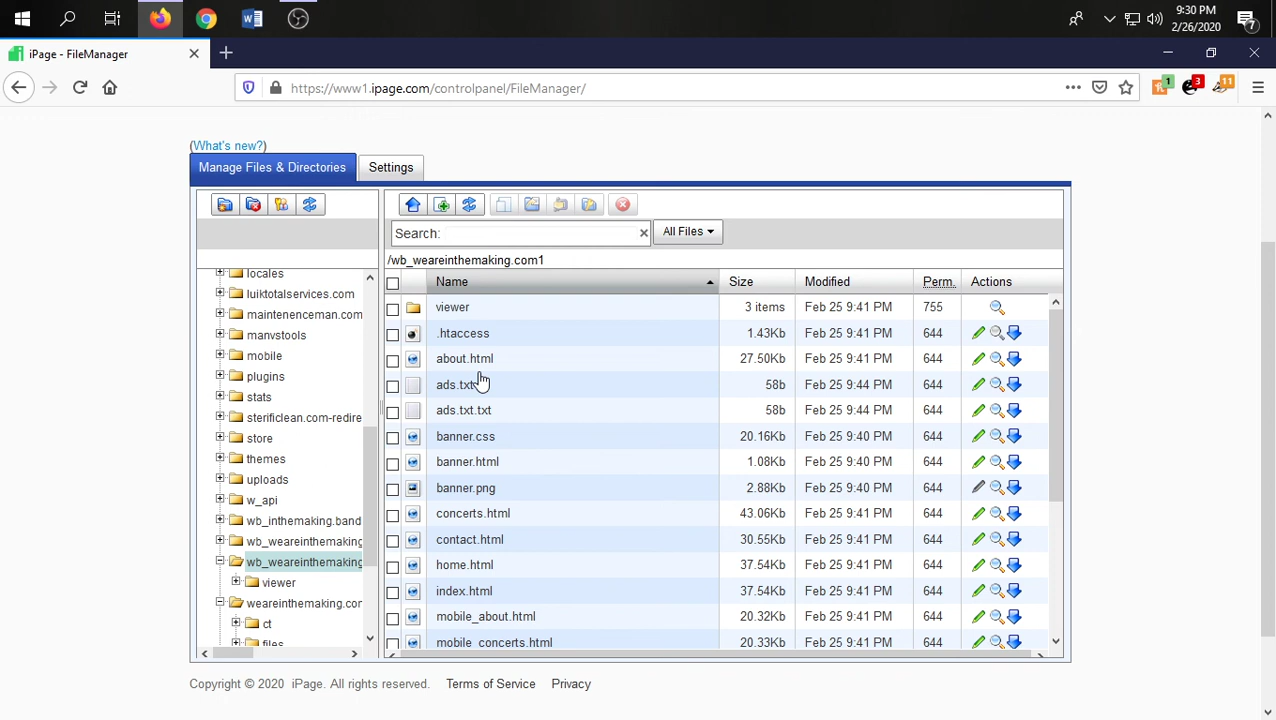 9:30 PM
2/26/2020
7
iPage - FileManager
https://www1.ipage.com/controlpanel/FileManager/
1
3
11
(What's new?)
Manage Files & Directories
Settings
Search:
All Files
/wb_weareinthemaking.com1
Name
Size
Modified
Perm.
Actions
viewer
3 items
Feb 25 9:41 PM
755
.htaccess
1.43Kb
Feb 25 9:41 PM
644
about.html
27.50Kb
Feb 25 9:41 PM
644
ads.txt
58b
Feb 25 9:44 PM
644
ads.txt.txt
58b
Feb 25 9:44 PM
644
banner.css
20.16Kb
Feb 25 9:40 PM
644
banner.html
1.08Kb
Feb 25 9:40 PM
644
banner.png
2.88Kb
Feb 25 9:40 PM
644
concerts.html
43.06Kb
Feb 25 9:41 PM
644
contact.html
30.55Kb
Feb 25 9:41 PM
644
home.html
37.54Kb
Feb 25 9:41 PM
644
index.html
37.54Kb
Feb 25 9:41 PM
644
mobile_about.html
20.32Kb
Feb 25 9:41 PM
644
mobile_concerts.html
20.33Kb
Feb 25 9:41 PM
644
locales
luiktotalservices.com
maintenenceman.com
manvstools
mobile
plugins
stats
sterificlean.com-redire
store
themes
uploads
w_api
wb_inthemaking.band
wb_weareinthemaking
wb_weareinthemaking
viewer
weareinthemaking.cor
ct
files
Copyright © 2020 iPage. All rights reserved. Terms of Service Privacy